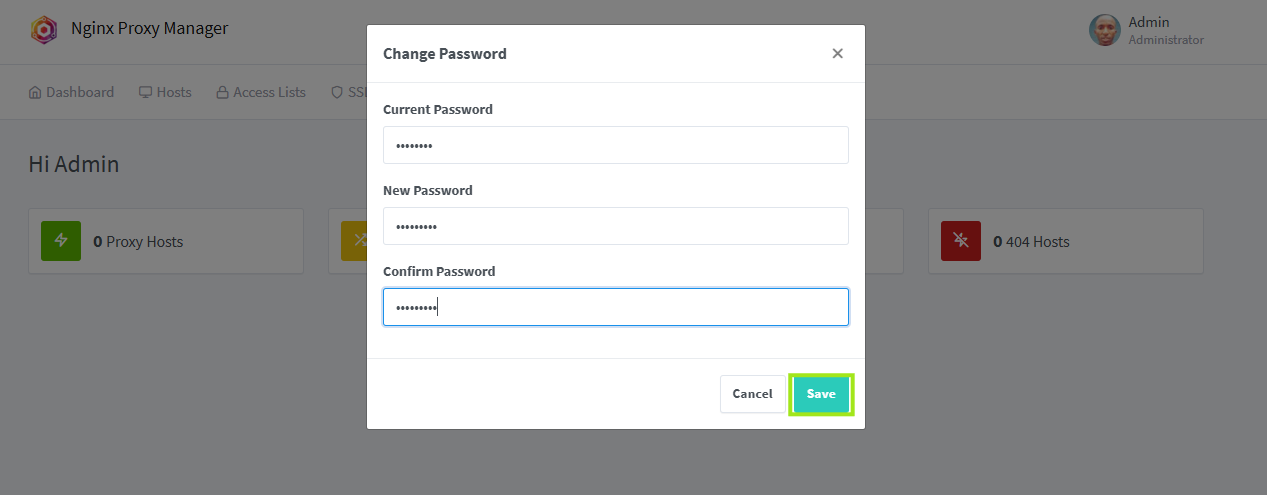 Nginx Proxy Manager
Admin
Administrator
Dashboard Hosts Access Lists SSL
Hi Admin
0 Proxy Hosts
0 404 Hosts
Change Password
Current Password
••••••••
New Password
•••••••••
Confirm Password
•••••••••
Cancel Save